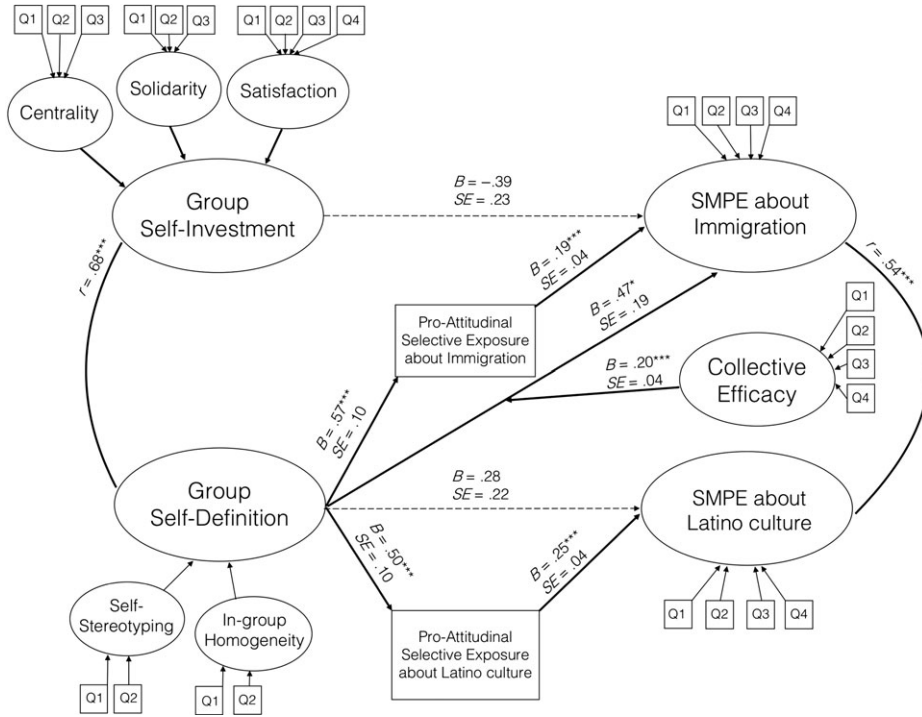 Q1 Q2 Q3
Q1 Q2 Q3
Q1 Q2 Q3 Q4
Centrality
Solidarity
Satisfaction
Group
Self-Investment
B = −.39
SE = .23
Q1 Q2 Q3 Q4
SMPE about
Immigration
r = .68***
B = .19***
SE = .04
B = .47*
SE = .19
r = .54***
Pro-Attitudinal
Selective Exposure
about Immigration
B = .20***
SE = .04
Collective
Efficacy
Q1
Q2
Q3
Q4
B = .57***
SE = .10
Group
Self-Definition
B = .28
SE = .22
SMPE about
Latino culture
B = .50***
SE = .10
B = .25***
SE = .04
Q1 Q2 Q3 Q4
Self-
Stereotyping
In-group
Homogeneity
Pro-Attitudinal
Selective Exposure
about Latino culture
Q1 Q2
Q1 Q2